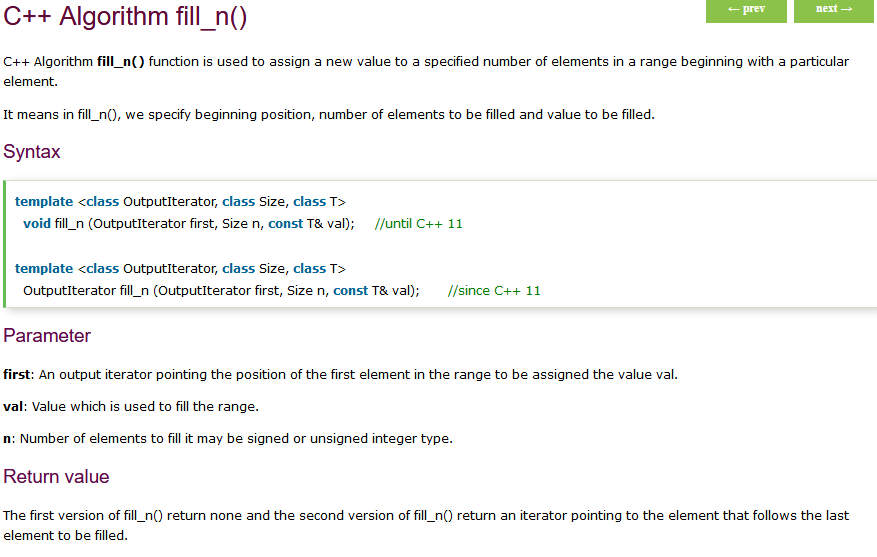 C++ Algorithm fill_n()
← prev
next →
C++ Algorithm fill_n() function is used to assign a new value to a specified number of elements in a range beginning with a particular
element.
It means in fill_n(), we specify beginning position, number of elements to be filled and value to be filled.
Syntax
template <class OutputIterator, class Size, class T>
void fill_n (OutputIterator first, Size n, const T& val);     //until C++ 11
template <class OutputIterator, class Size, class T>
OutputIterator fill_n (OutputIterator first, Size n, const T& val);     //since C++ 11
Parameter
first: An output iterator pointing the position of the first element in the range to be assigned the value val.
val: Value which is used to fill the range.
n: Number of elements to fill it may be signed or unsigned integer type.
Return value
The first version of fill_n() return none and the second version of fill_n() return an iterator pointing to the element that follows the last
element to be filled.